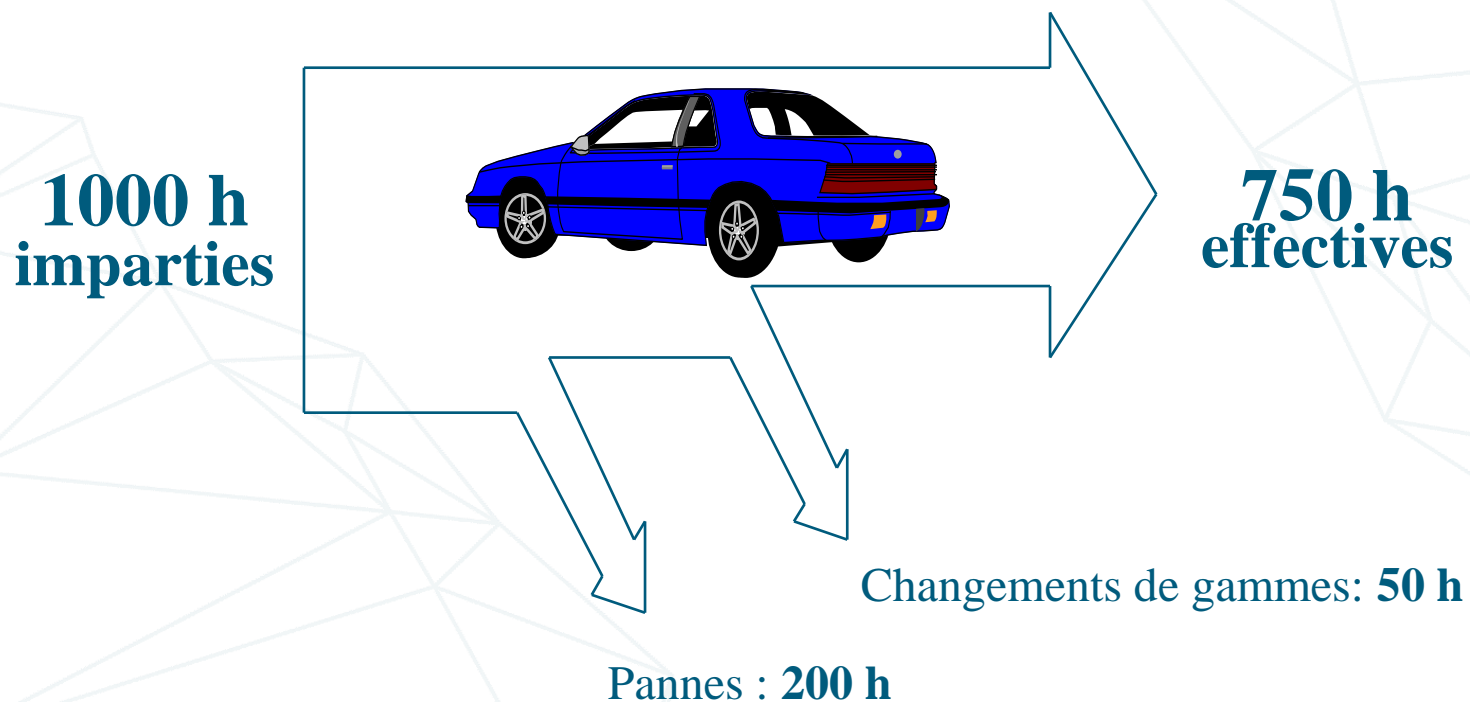 1000 h
imparties
750 h
effectives
Changements de gammes: 50 h
Pannes : 200 h